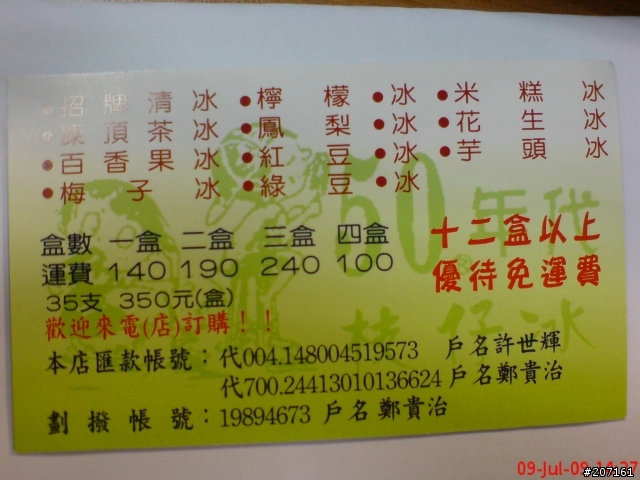 ●招牌清冰 ●檸檬●冰 ●米糕冰
●凍頂茶冰 ●鳳梨●冰 ●花生冰
●百香果冰 ●紅豆●冰 ●芋頭冰
●梅子冰 ●綠豆●冰
50年代
枝仔冰
盒數 一盒 二盒 三盒 四盒
運費 140 190 240 100
35支 350元(盒)
十二盒以上
優待免運費
歡迎來電(店)訂購！！
本店匯款帳號：代004.148004519573 戶名許世輝
代700.24413010136624 戶名鄭貴治
劃撥帳號：19894673 戶名鄭貴治
09-Jul-09 14:27
#207161